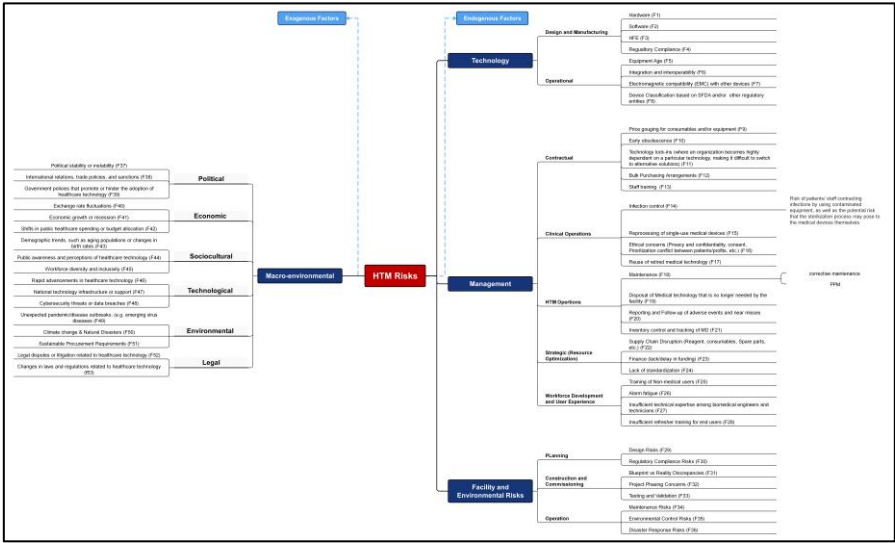 Exogenous Factors
Endogenous Factors
HTM Risks
Macro-environmental
Political
Political stability or instability (F37)
International relations, trade policies, and sanctions (F38)
Government polices that promote or hinder the adoption of
healthcare technology (F39)
Economic
Exchange rate fluctuations (F40)
Economic growth or recession (F41)
Shifts in public healthcare spending or budget allocation (F42)
Sociocultural
Demographic trends, such as aging populations or changes in
birth rates (F43)
Public awareness and perceptions of healthcare technology (F44)
Workforce diversity and inclusivity (F45)
Technological
Rapid advancements in healthcare technology (F46)
National technology infrastructure or support (F47)
Cybersecurity threats or data breaches (F48)
Environmental
Unexpected pandemic/disease outbreaks. (e.g. emerging virus
diseases (F49)
Climate change & Natural Disasters (F50)
Sustainable Procurement Requirements (F51)
Legal
Legal disputes or litigation related to healthcare technology (F52)
Changes in laws and regulations related to healthcare technology
(F53)
Technology
Design and Manufacturing
Hardware (F1)
Software (F2)
HFE (F3)
Regulatory Compliance (F4)
Operational
Equipment Age (F5)
Integration and interoperability (F6)
Electromagnetic compatibility (EMC) with other devices (F7)
Device Classification based on SFDA and/or other regulatory
entities (F8)
Management
Contractual
Price gouging for consumables and/or equipment (F9)
Early obsolescence (F10)
Technology lock-ins (where an organization becomes highly
dependent on a particular technology, making it difficult to switch
to alternative solutions) (F11)
Bulk Purchasing Arrangements (F12)
Staff training (F13)
Clinical Operations
Infection control (F14)
Risk of patients/ staff contracting
infections by using contaminated
equipment, as well as the potential risk
that the sterilization process may pose to
the medical devices themselves
Reprocessing of single-use medical devices (F15)
Ethical concerns (Privacy and confidentiality, consent,
Prioritization conflict between patients/profile, etc.) (F16)
Reuse of retired medical technology (F17)
HTM Opertions
Maintenance (F18)
corrective maintenance
PPM
Disposal of Medical technology that is no longer needed by the
facility (F19)
Reporting and Follow-up of adverse events and near misses
(F20)
Inventory control and tracking of MD (F21)
Strategic (Resource
Optimization)
Supply Chain Disruption (Reagent, consumables, Spare parts,
etc.) (F22)
Finance (lack/delay in funding) (F23)
Lack of standardization (F24)
Workforce Development
and User Experience
Training of Non-medical users (F25)
Alarm fatigue (F26)
Insufficient technical expertise among biomedical engineers and
technicians (F27)
Insufficient refresher training for end users (F28)
Facility and
Environmental Risks
PLanning
Design Risks (F29)
Regulatory Compliance Risks (F30)
Construction and
Commissioning
Blueprint vs Reality Discrepancies (F31)
Project Phasing Concerns (F32)
Testing and Validation (F33)
Operation
Maintenance Risks (F34)
Environmental Control Risks (F35)
Disaster Response Risks (F36)